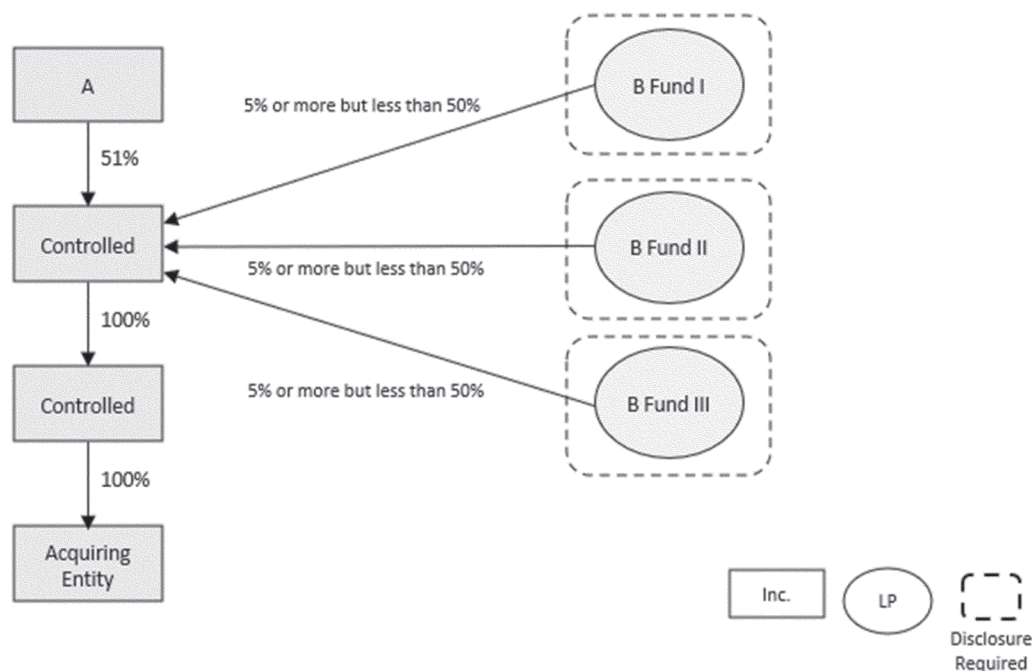 A
51%
Controlled
100%
Controlled
100%
Acquiring
Entity
5% or more but less than 50%
B Fund I
5% or more but less than 50%
B Fund II
5% or more but less than 50%
B Fund III
Inc.
LP
Disclosure
Required